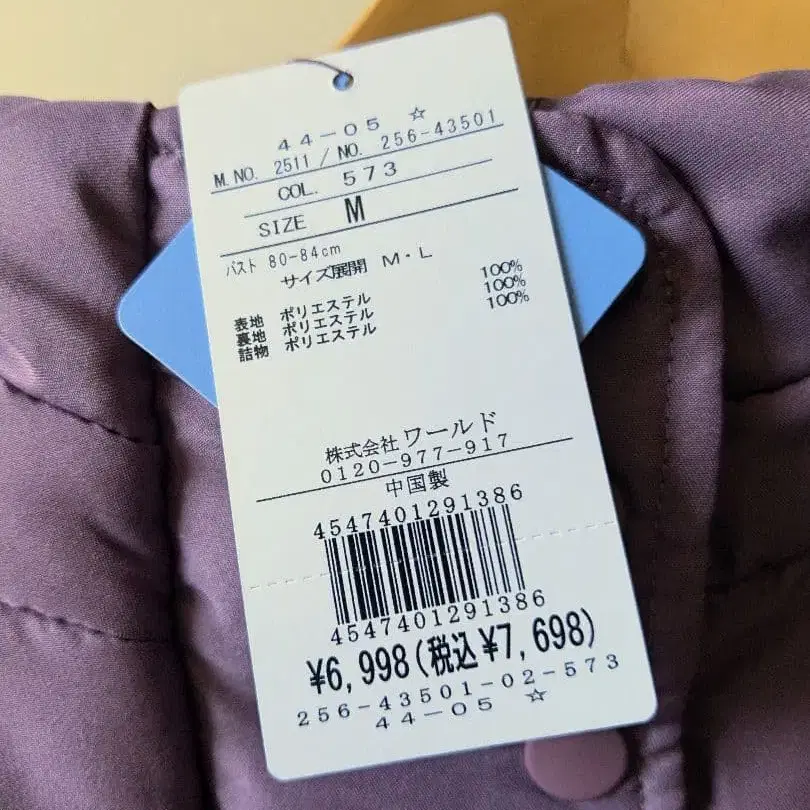 44-05 ☆
M.NO. 2511 / NO. 256-43501
COL. 573
SIZE M
バスト 80-84cm
サイズ展開 M・L
表地 ポリエステル 100%
裏地 ポリエステル 100%
詰物 ポリエステル 100%
株式会社 ワールド
0120-977-917
中国製
4547401291386
4547401291386
¥6,998(税込¥7,698)
256-43501-02-573
44-05 ☆